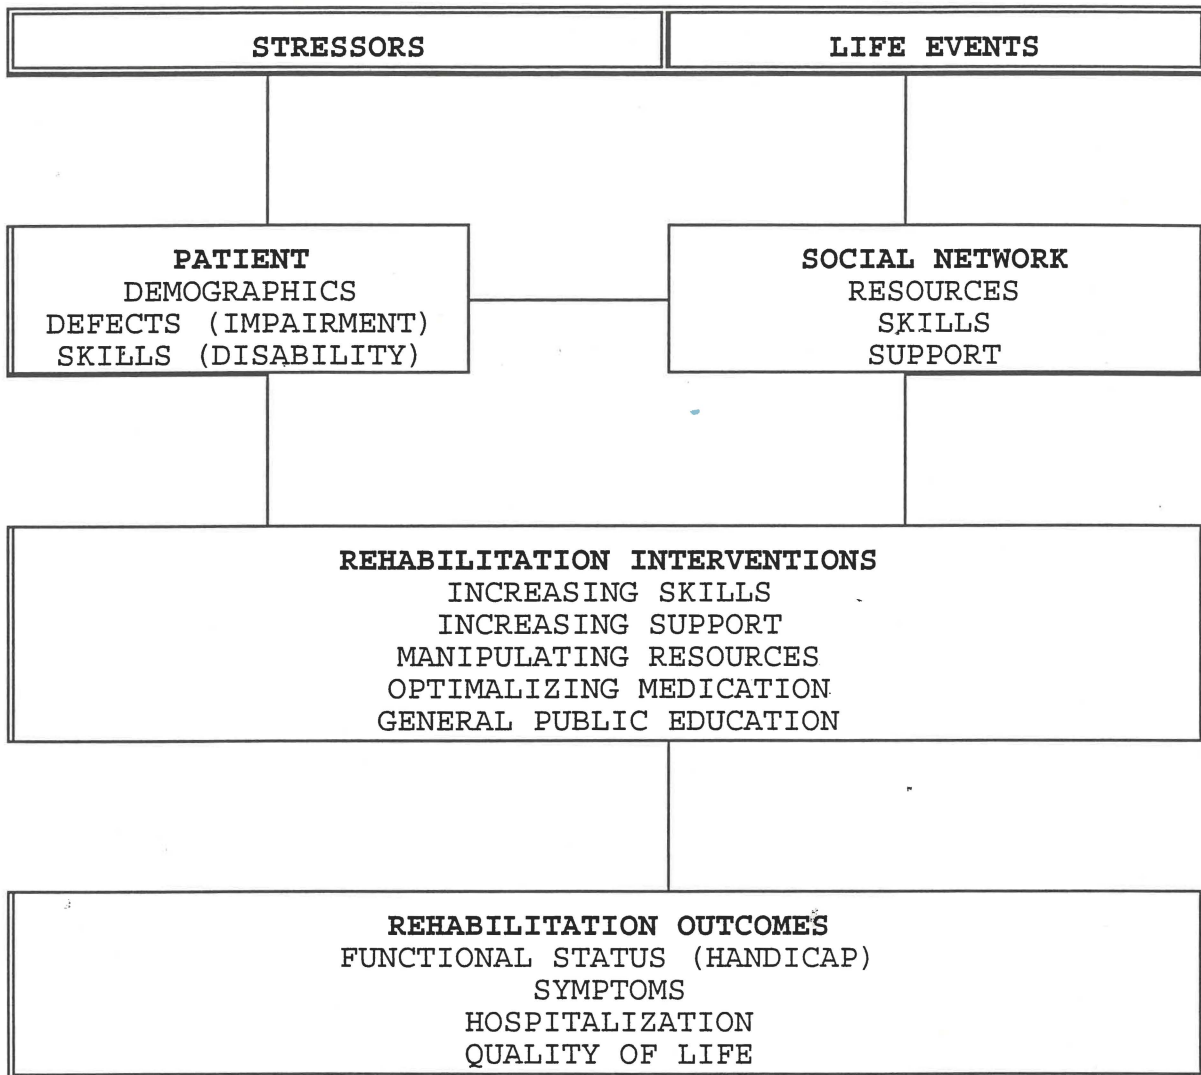 STRESSORS
LIFE EVENTS
PATIENT
DEMOGRAPHICS
DEFECTS (IMPAIRMENT)
SKILLS (DISABILITY)
SOCIAL NETWORK
RESOURCES
SKILLS
SUPPORT
REHABILITATION INTERVENTIONS
INCREASING SKILLS
INCREASING SUPPORT
MANIPULATING RESOURCES
OPTIMALIZING MEDICATION
GENERAL PUBLIC EDUCATION
REHABILITATION OUTCOMES
FUNCTIONAL STATUS (HANDICAP)
SYMPTOMS
HOSPITALIZATION
QUALITY OF LIFE